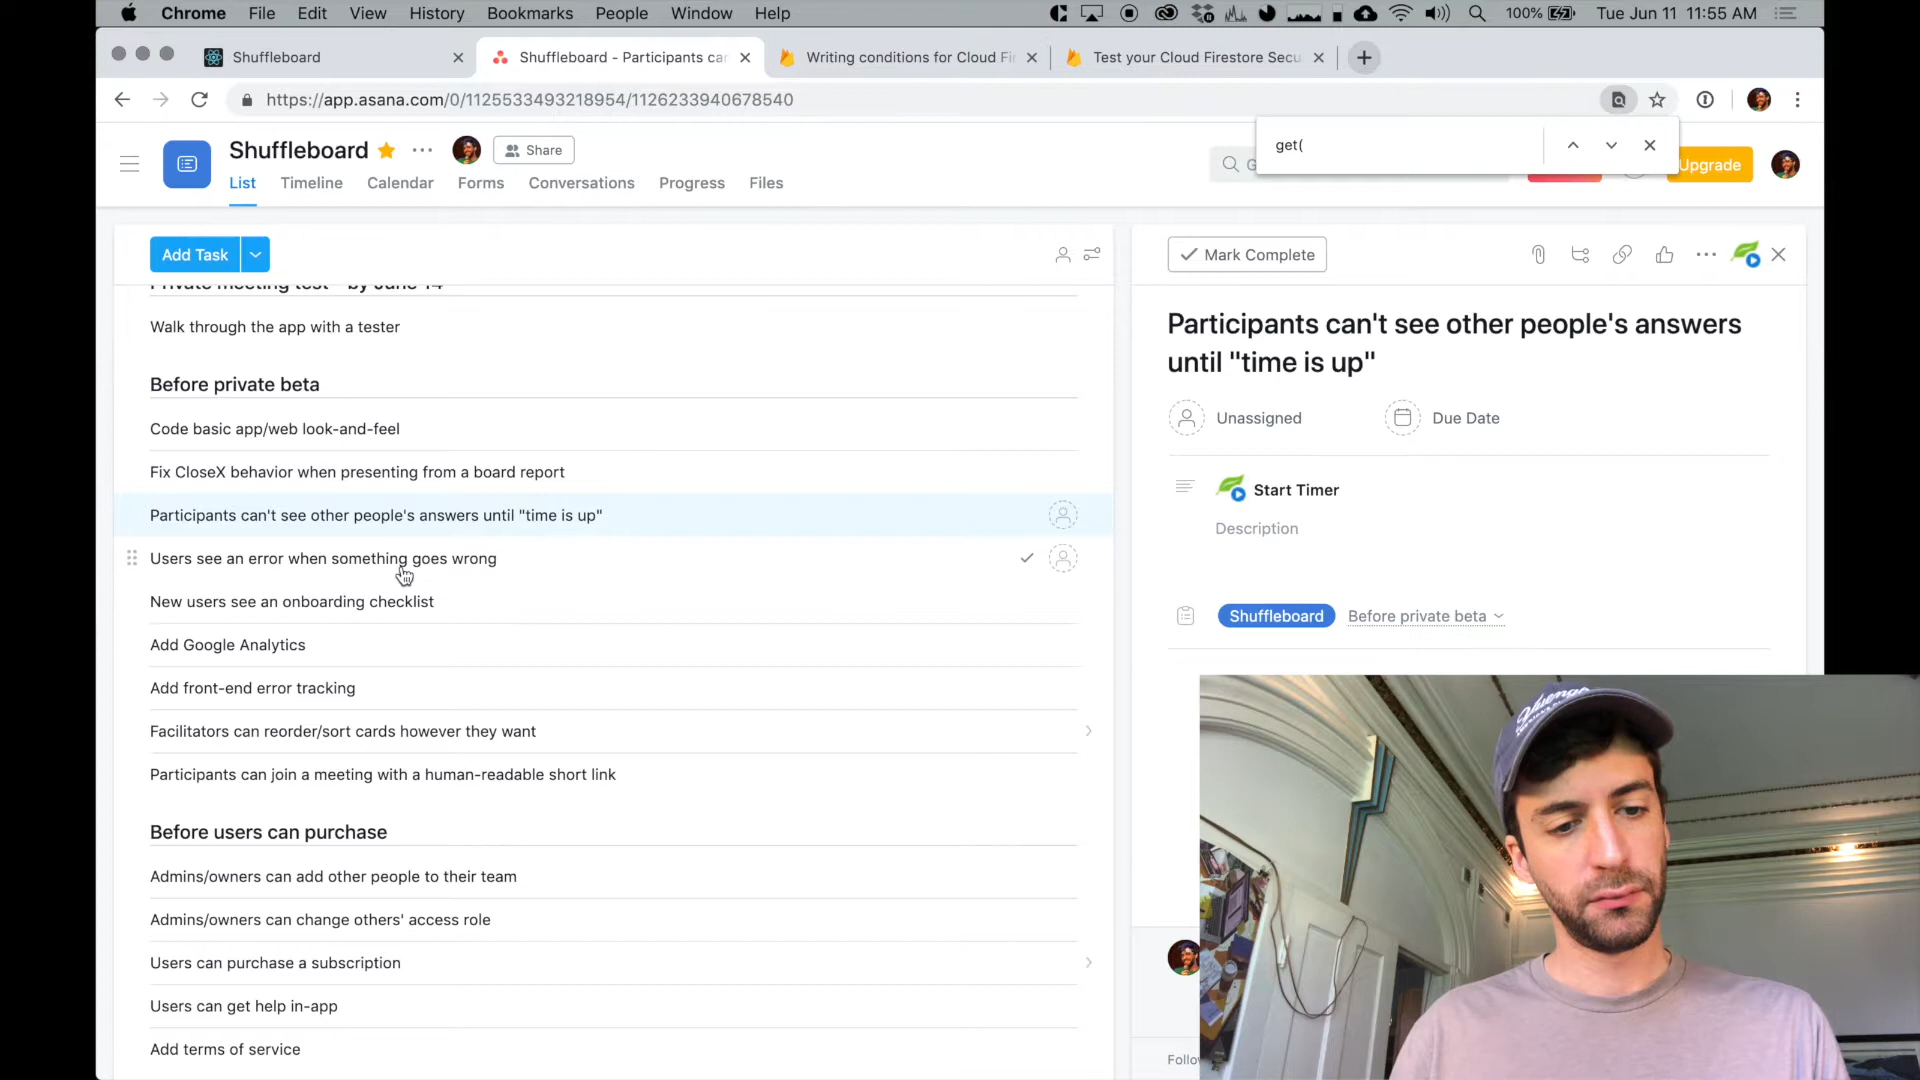 Chrome File Edit View History Bookmarks People Window Help 100% Tue Jun 11 11:55 AM
Shuffleboard
Shuffleboard - Participants can
Writing conditions for Cloud Fi
Test your Cloud Firestore Secu
https://app.asana.com/0/1125533493218954/1126233940678540
get(
Shuffleboard
Share
Upgrade
List Timeline Calendar Forms Conversations Progress Files
Add Task
Private meeting test - by June 14
Walk through the app with a tester
Before private beta
Code basic app/web look-and-feel
Fix CloseX behavior when presenting from a board report
Participants can't see other people's answers until "time is up"
Users see an error when something goes wrong
New users see an onboarding checklist
Add Google Analytics
Add front-end error tracking
Facilitators can reorder/sort cards however they want
Participants can join a meeting with a human-readable short link
Before users can purchase
Admins/owners can add other people to their team
Admins/owners can change others' access role
Users can purchase a subscription
Users can get help in-app
Add terms of service
Mark Complete
Participants can't see other people's answers
until "time is up"
Unassigned
Due Date
Start Timer
Description
Shuffleboard
Before private beta
Follo